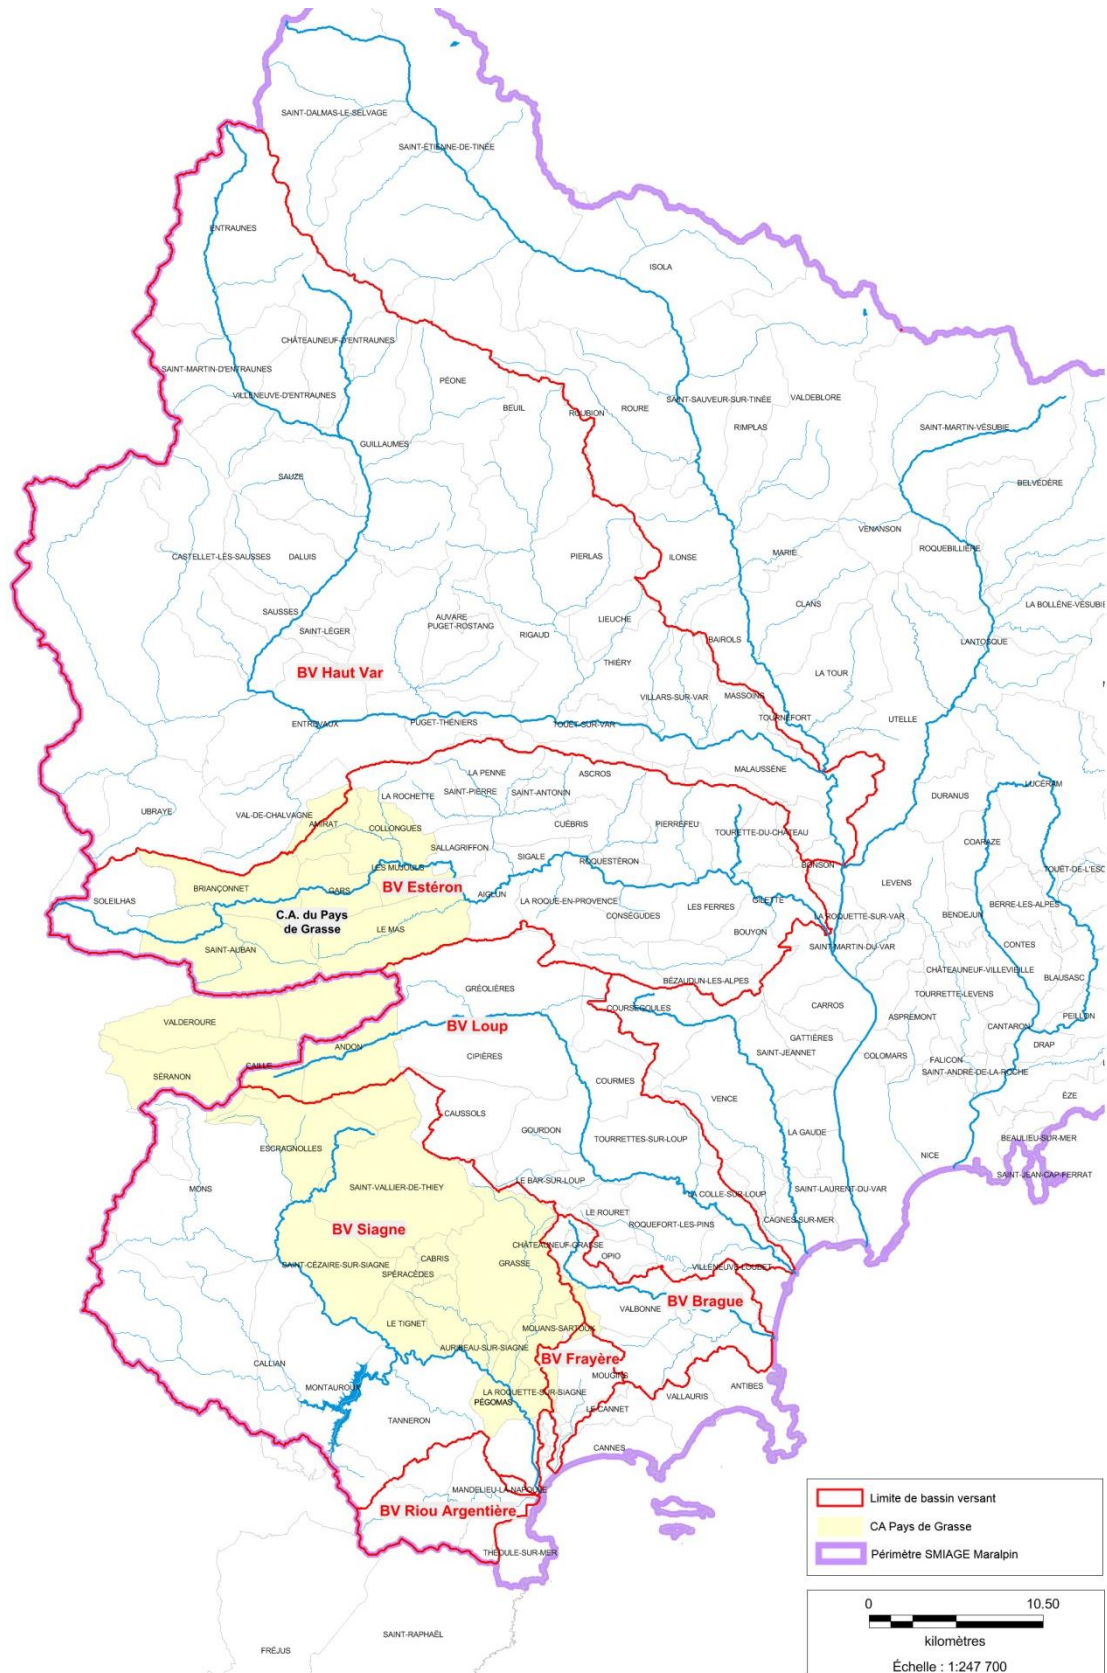 SAINT-DALMAS-LE-SELVAGE
SAINT-ÉTIENNE-DE-TINÉE
ENTRAUNES
ISOLA
CHÂTEAUNEUF-D'ENTRAUNES
SAINT-MARTIN-D'ENTRAUNES
PÉONE
VILLENEUVE-D'ENTRAUNES
BEUIL
ROUBION
ROURE
SAINT-SAUVEUR-SUR-TINÉE
VALDEBLORE
RIMPLAS
SAINT-MARTIN-VÉSUBIE
GUILLAUMES
SAUZE
BELVÉDÈRE
VENANSON
ROQUEBILLIÈRE
CASTELLET-LÈS-SAUSSES
DALUIS
PIERLAS
ILONSE
MARIE
CLANS
LA BOLLÈNE-VÉSUBIE
SAUSSES
SAINT-LÉGER
AUVARE
PUGET-ROSTANG
RIGAUD
LIEUCHE
BAIROLS
LANTOSQUE
THIÉRY
LA TOUR
BV Haut Var
VILLARS-SUR-VAR
MASSOINS
TOURNEFORT
UTELLE
ENTREVAUX
PUGET-THÉNIERS
TOUËT-SUR-VAR
MALAUSSÈNE
LA PENNE
ASCROS
LUCÉRAM
DURANUS
LA ROCHETTE
SAINT-PIERRE
SAINT-ANTONIN
UBRAYE
VAL-DE-CHALVAGNE
AMIRAT
COLLONGUES
CUÉBRIS
PIERREFEU
TOURETTE-DU-CHÂTEAU
COARAZE
SALLAGRIFFON
SIGALE
ROQUESTÉRON
BONSON
LES MUJOULS
TOUËT-DE-L'ESC
BRIANÇONNET
GARS
BV Estéron
AIGLUN
LEVENS
SOLEILHAS
LA ROQUE-EN-PROVENCE
LES FERRES
GILETTE
BERRE-LES-ALPES
C.A. du Pays
de Grasse
CONSÉGUDES
LA ROQUETTE-SUR-VAR
BENDEJUN
LE MAS
BOUYON
SAINT-MARTIN-DU-VAR
CONTES
SAINT-AUBAN
CHÂTEAUNEUF-VILLEVIEILLE
BLAUSASC
BÉZAUDUN-LES-ALPES
GRÉOLIÈRES
TOURRETTE-LEVENS
COURSEGOULES
CARROS
ASPREMONT
PEILLON
VALDEROURE
BV Loup
CANTARON
GATTIÈRES
ANDON
CIPIÈRES
SAINT-JEANNET
COLOMARS
FALICON
DRAP
CAILLE
SAINT-ANDRÉ-DE-LA-ROCHE
SÉRANON
COURMES
VENCE
ÈZE
CAUSSOLS
GOURDON
TOURRETTES-SUR-LOUP
LA GAUDE
BEAULIEU-SUR-MER
ESCRAGNOLLES
NICE
SAINT-JEAN-CAP-FERRAT
MONS
SAINT-VALLIER-DE-THIEY
LE BAR-SUR-LOUP
LA COLLE-SUR-LOUP
SAINT-LAURENT-DU-VAR
LE ROURET
CAGNES-SUR-MER
BV Siagne
ROQUEFORT-LES-PINS
CHÂTEAUNEUF-GRASSE
OPIO
CABRIS
GRASSE
SAINT-CÉZAIRE-SUR-SIAGNE
VILLENEUVE-LOUBET
SPÉRACÈDES
BV Brague
VALBONNE
LE TIGNET
MOUANS-SARTOUX
AURIBEAU-SUR-SIAGNE
BV Frayère
CALLIAN
MOUGINS
MONTAUROUX
LA ROQUETTE-SUR-SIAGNE
VALLAURIS
ANTIBES
PÉGOMAS
LE CANNET
TANNERON
CANNES
MANDELIEU-LA-NAPOULE
BV Riou Argentière
THÉOULE-SUR-MER
SAINT-RAPHAËL
FRÉJUS
Limite de bassin versant
CA Pays de Grasse
Périmètre SMIAGE Maralpin
0 10.50
kilomètres
Échelle : 1:247 700